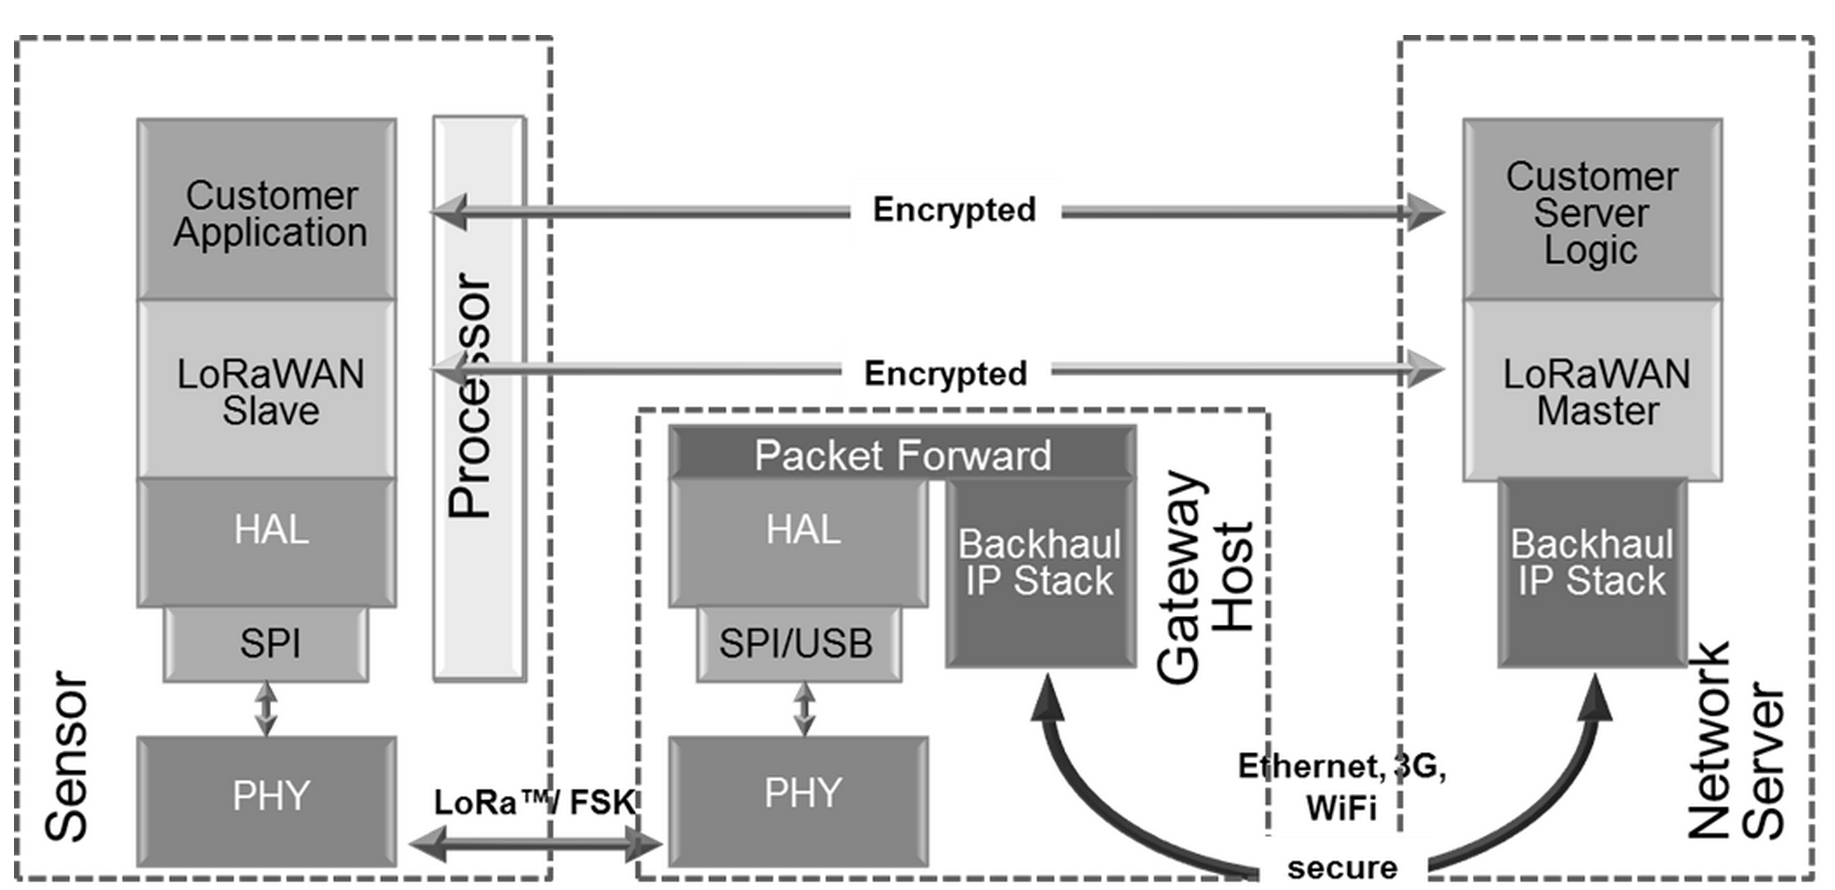 Customer
Application
LoRaWAN
Slave
HAL
SPI
PHY
Sensor
Processor
Encrypted
Encrypted
LoRa™/ FSK
Packet Forward
HAL
SPI/USB
PHY
Backhaul
IP Stack
Gateway
Host
Ethernet, 3G,
WiFi
secure
Customer
Server
Logic
LoRaWAN
Master
Backhaul
IP Stack
Network
Server